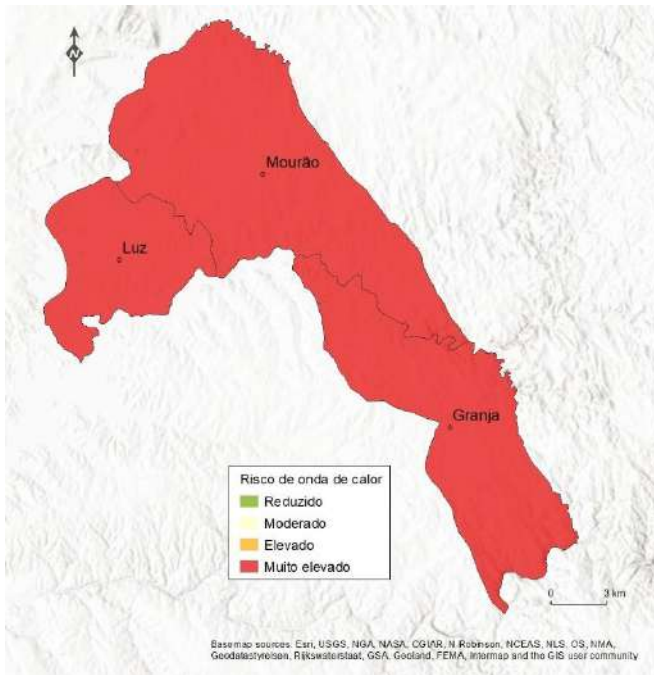 N
Mourão
Luz
Granja
Risco de onda de calor
Reduzido
Moderado
Elevado
Muito elevado
0 3 km
Basemap sources: Esri, USGS, NGA, NASA, CGIAR, N Robinson, NCEAS, NLS, OS, NMA,
Geodatastyrelsen, Rijkswaterstaat, GSA, Geoland, FEMA, Intermap and the GIS user community